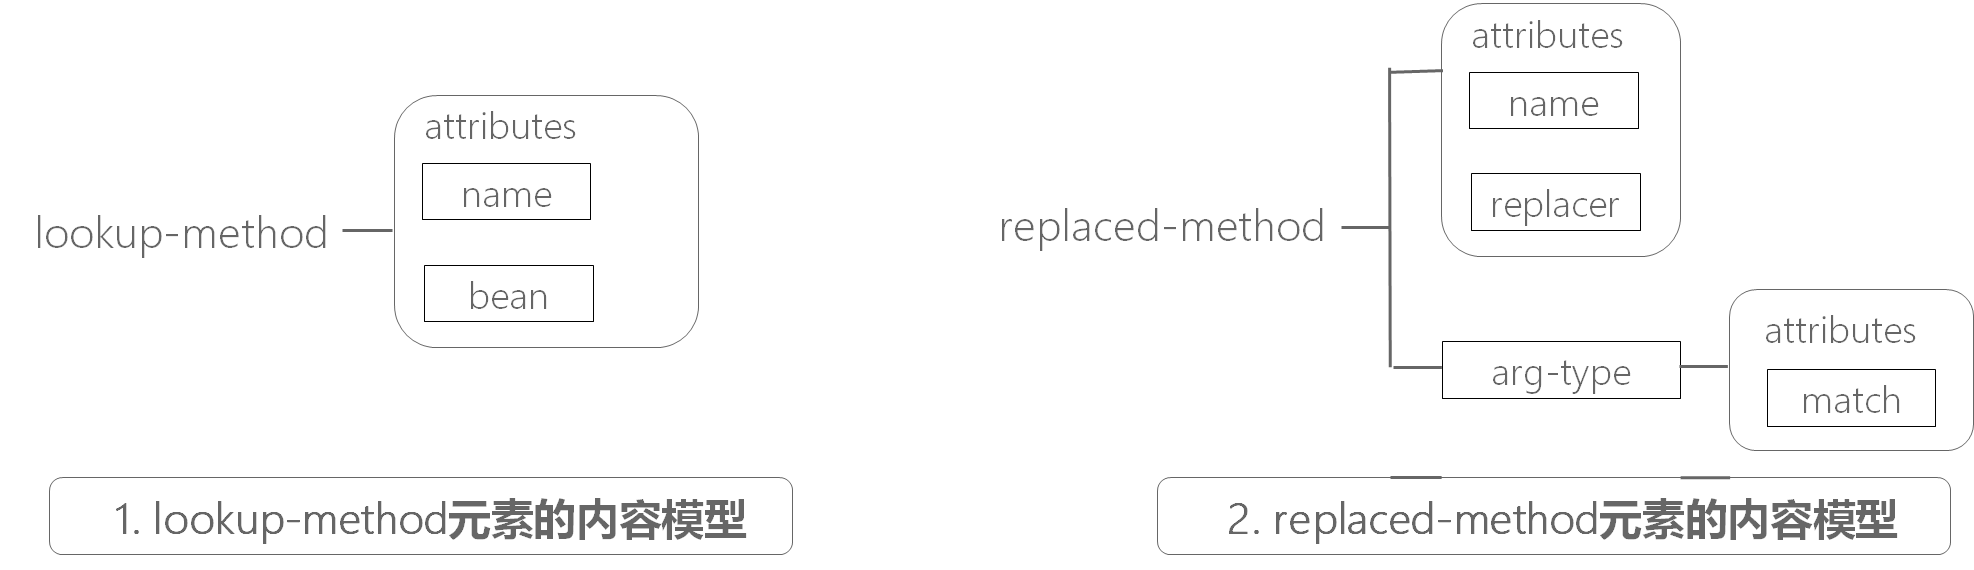 lookup-method
attributes
name
bean
1. lookup-method元素的内容模型
replaced-method
attributes
name
replacer
arg-type
attributes
match
2. replaced-method元素的内容模型